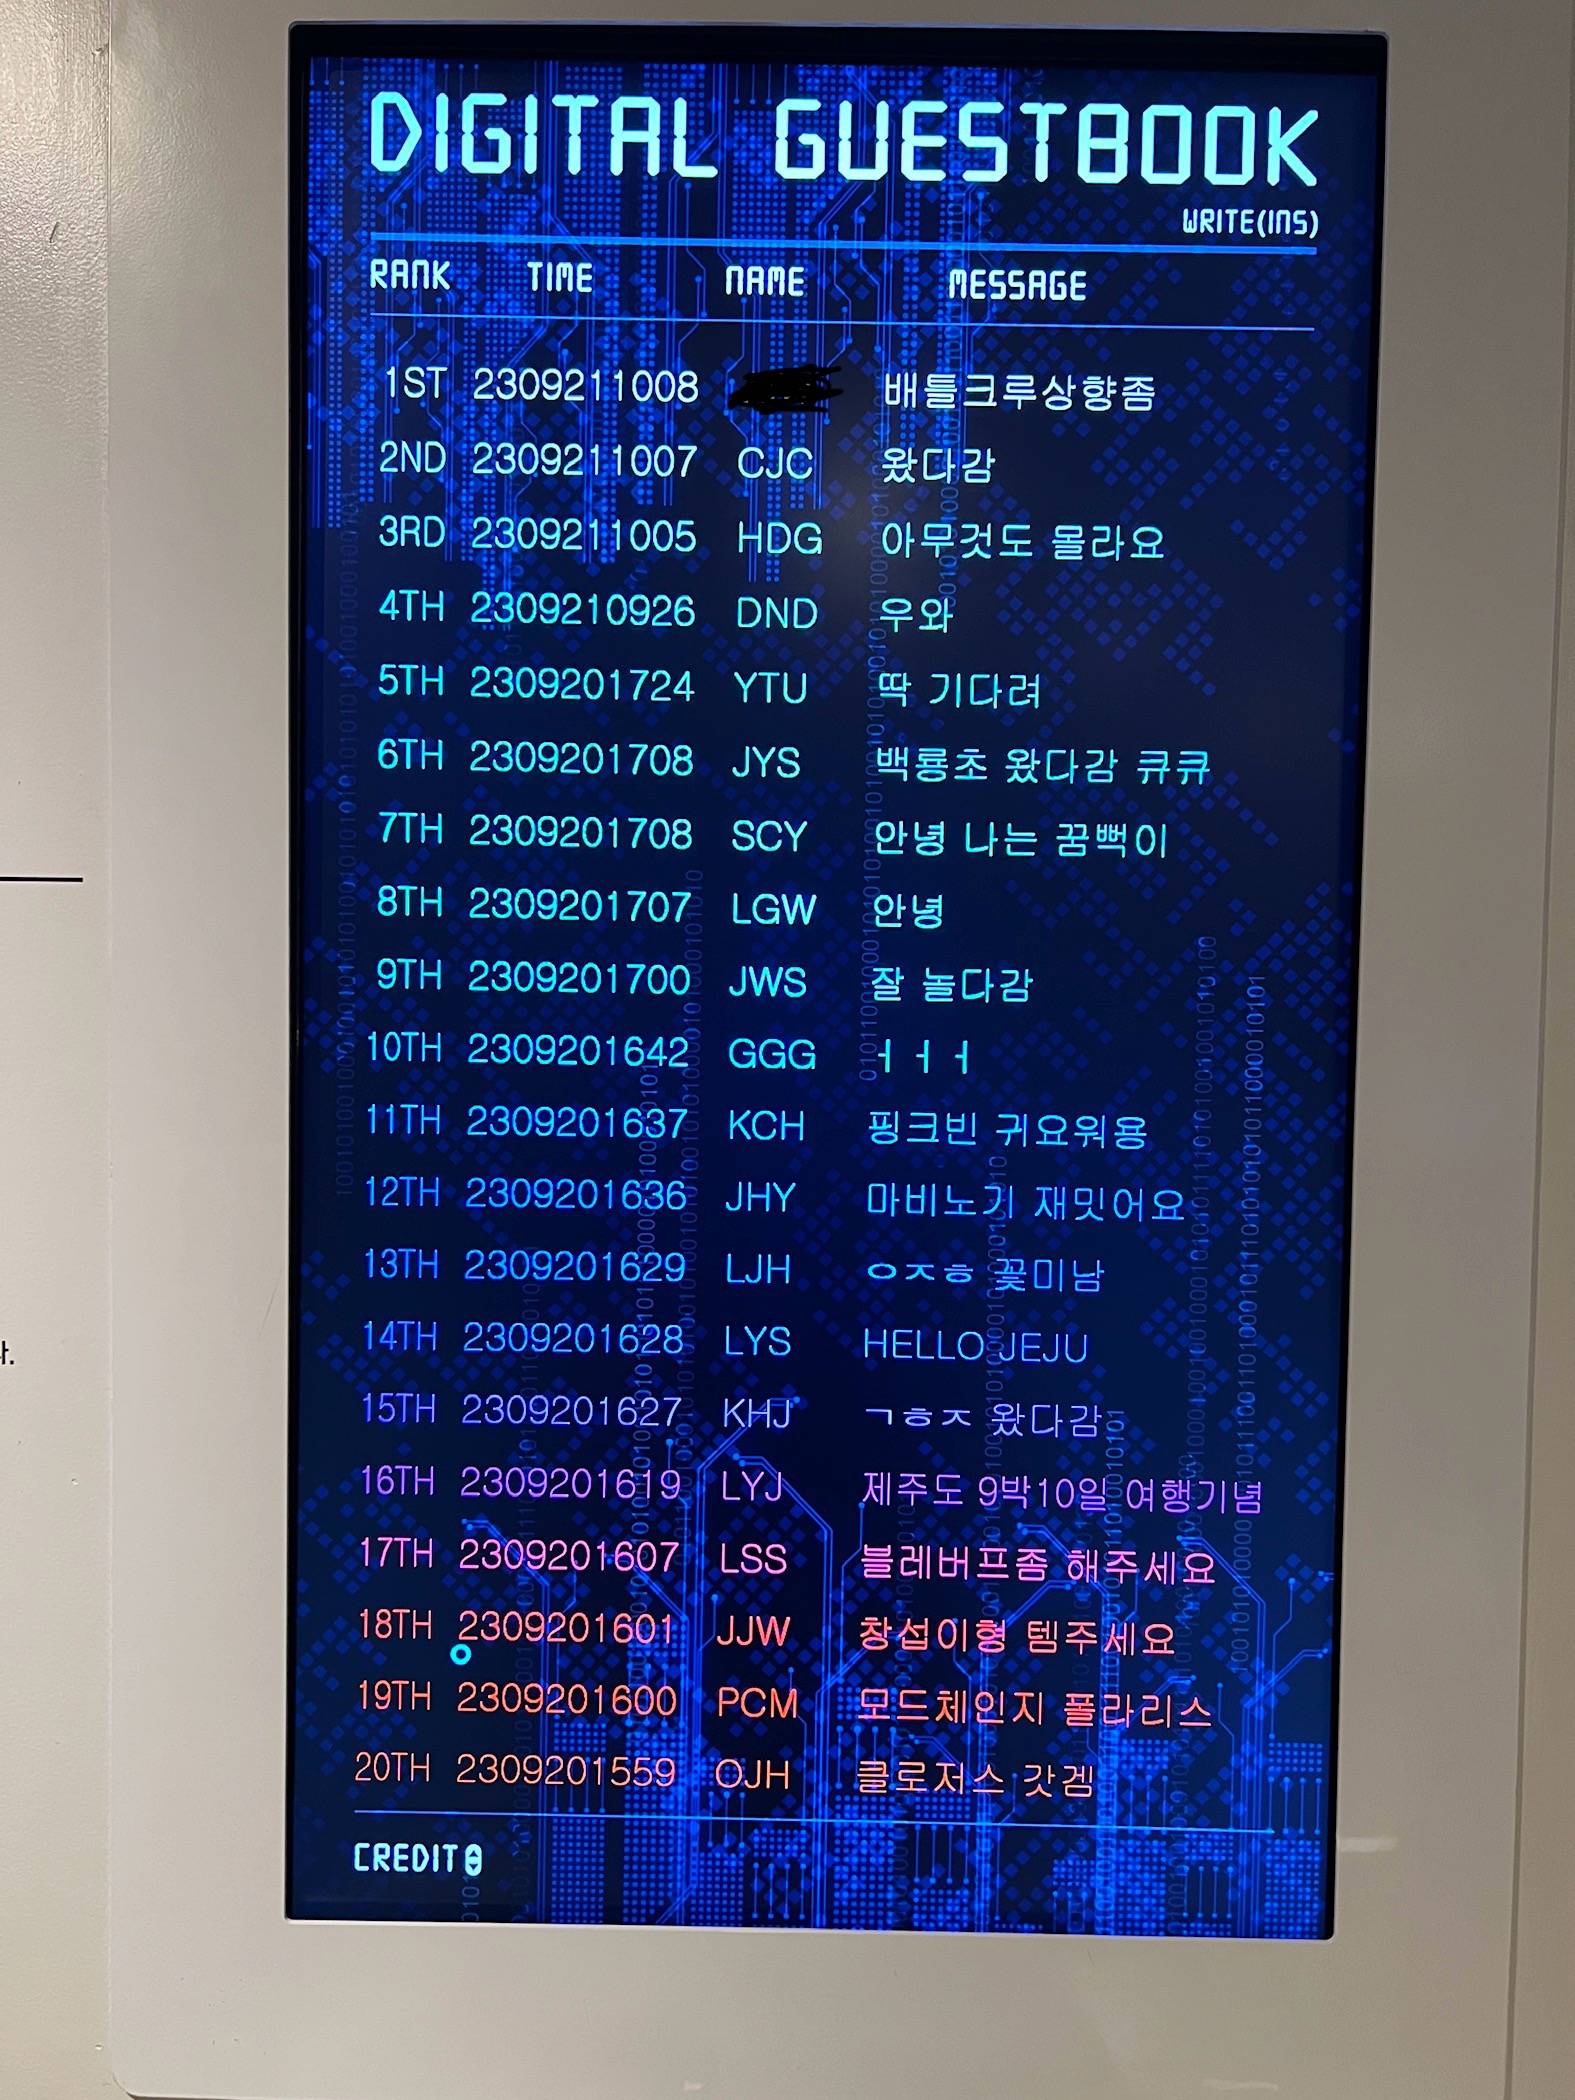 DIGITAL GUESTBOOK
WRITE(INS)
RANK TIME NAME MESSAGE
1ST 2309211008 배틀크루상향좀
2ND 2309211007 CJC 왔다감
3RD 2309211005 HDG 아무것도 몰라요
4TH 2309210926 DND 우와
5TH 2309201724 YTU 딱 기다려
6TH 2309201708 JYS 백룡초 왔다감 큐큐
7TH 2309201708 SCY 안녕 나는 꿈뻑이
8TH 2309201707 LGW 안녕
9TH 2309201700 JWS 잘 놀다감
10TH 2309201642 GGG ㅓㅓㅓ
11TH 2309201637 KCH 핑크빈 귀요워용
12TH 2309201636 JHY 마비노기 재밋어요
13TH 2309201629 LJH ㅇㅈㅎ 꽃미남
14TH 2309201628 LYS HELLO JEJU
15TH 2309201627 KHJ ㄱㅎㅈ 왔다감
16TH 2309201619 LYJ 제주도 9박10일 여행기념
17TH 2309201607 LSS 블레버프좀 해주세요
18TH 2309201601 JJW 창섭이형 템주세요
19TH 2309201600 PCM 모드체인지 폴라리스
20TH 2309201559 OJH 클로저스 갓겜
CREDIT